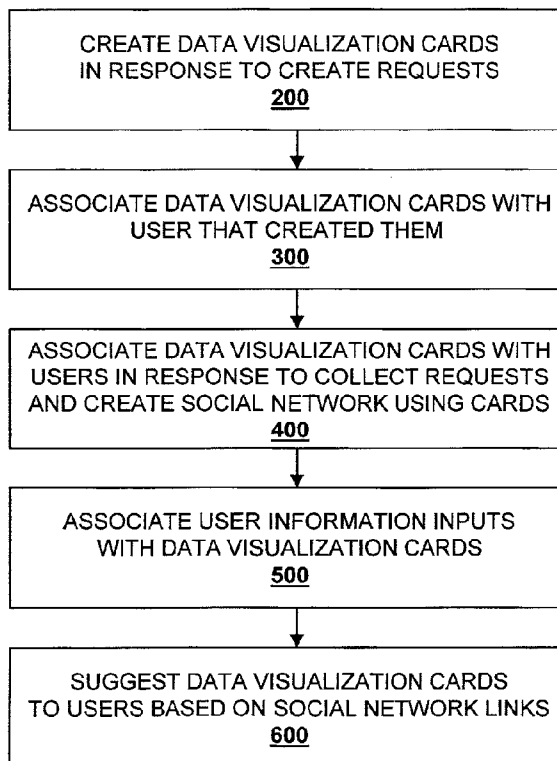 CREATE DATA VISUALIZATION CARDS
IN RESPONSE TO CREATE REQUESTS
200
ASSOCIATE DATA VISUALIZATION CARDS WITH
USER THAT CREATED THEM
300
ASSOCIATE DATA VISUALIZATION CARDS WITH
USERS IN RESPONSE TO COLLECT REQUESTS
AND CREATE SOCIAL NETWORK USING CARDS
400
ASSOCIATE USER INFORMATION INPUTS
WITH DATA VISUALIZATION CARDS
500
SUGGEST DATA VISUALIZATION CARDS
TO USERS BASED ON SOCIAL NETWORK LINKS
600